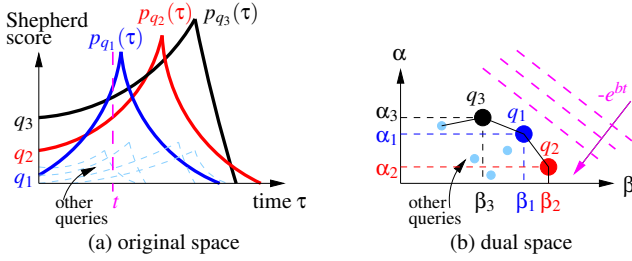 Shepherd
score
p_{q_1}(τ)
p_{q_2}(τ)
p_{q_3}(τ)
q_3
q_2
q_1
other
queries
t
time τ
(a) original space
α
-e^{bt}
q_3
q_1
q_2
α_3
α_1
α_2
other
queries
β_3
β_1
β_2
β
(b) dual space